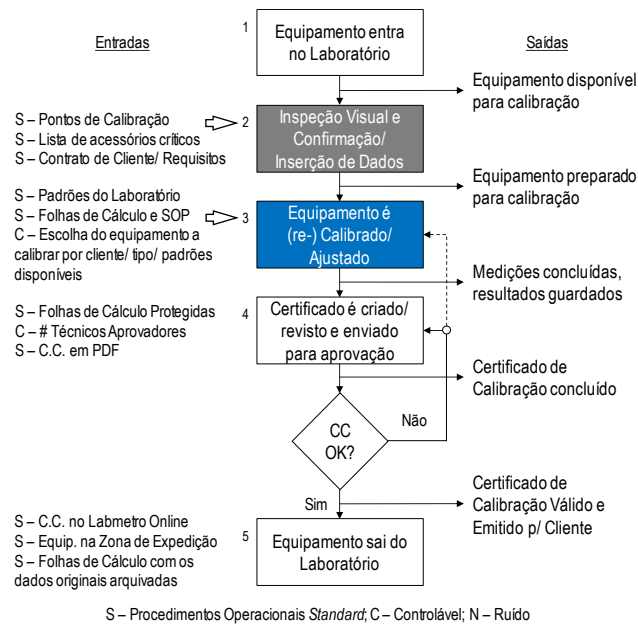 Entradas
Saídas
1
Equipamento entra
no Laboratório
Equipamento disponível
para calibração
S – Pontos de Calibração
S – Lista de acessórios críticos
S – Contrato de Cliente/ Requisitos
2
Inspeção Visual e
Confirmação/
Inserção de Dados
Equipamento preparado
para calibração
S – Padrões do Laboratório
S – Folhas de Cálculo e SOP
C – Escolha do equipamento a
calibrar por cliente/ tipo/ padrões
disponíveis
3
Equipamento é
(re-) Calibrado/
Ajustado
Medições concluídas,
resultados guardados
S – Folhas de Cálculo Protegidas
C – # Técnicos Aprovadores
S – C.C. em PDF
4
Certificado é criado/
revisto e enviado
para aprovação
Certificado de
Calibração concluído
CC
OK?
Não
Sim
Certificado de
Calibração Válido e
Emitido p/ Cliente
S – C.C. no Labmetro Online
S – Equip. na Zona de Expedição
S – Folhas de Cálculo com os
dados originais arquivadas
5
Equipamento sai do
Laboratório
S – Procedimentos Operacionais Standard; C – Controlável; N – Ruído